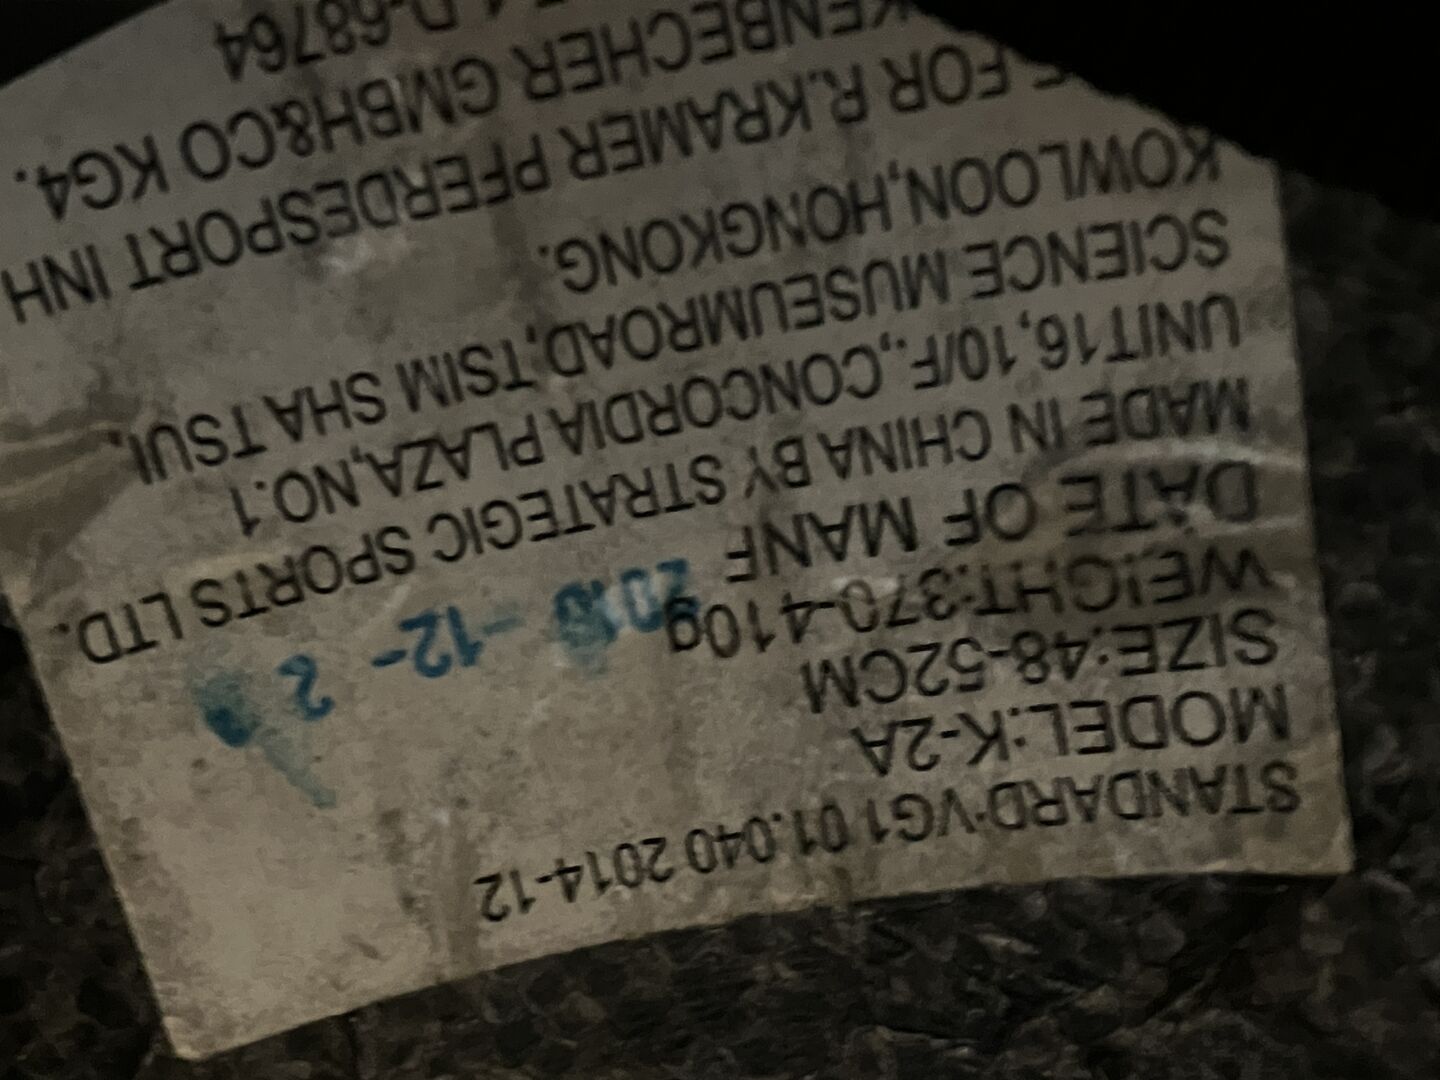 STANDARD:VG1 01.040 2014-12
MODEL:K-2A
SIZE:48-52CM
WEIGHT:370-410g
DATE OF MANF -12-
MADE IN CHINA BY STRATEGIC SPORTS LTD.
UNIT16,10/F.,CONCORDIA PLAZA,NO.1
SCIENCE MUSEUMROAD,TSIM SHA TSUI.
KOWLOON,HONGKONG.
FOR R.KRAMER PFERDESPORT INH
GMBH&CO KG4.
D-68764